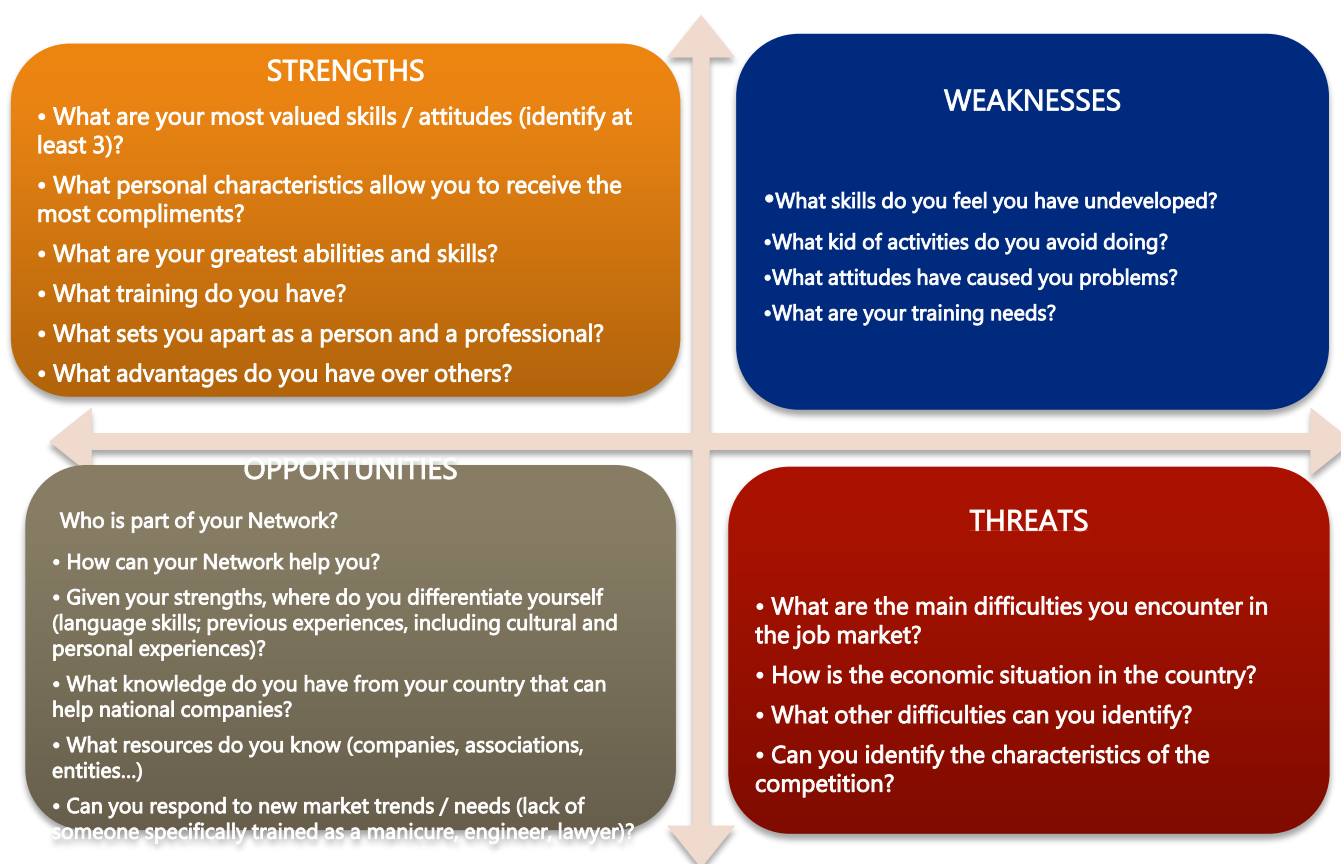 STRENGTHS
• What are your most valued skills / attitudes (identify at
least 3)?
• What personal characteristics allow you to receive the
most compliments?
• What are your greatest abilities and skills?
• What training do you have?
• What sets you apart as a person and a professional?
• What advantages do you have over others?
WEAKNESSES
•What skills do you feel you have undeveloped?
•What kid of activities do you avoid doing?
•What attitudes have caused you problems?
•What are your training needs?
OPPORTUNITIES
Who is part of your Network?
• How can your Network help you?
• Given your strengths, where do you differentiate yourself
(language skills; previous experiences, including cultural and
personal experiences)?
• What knowledge do you have from your country that can
help national companies?
• What resources do you know (companies, associations,
entities...)
• Can you respond to new market trends / needs (lack of
someone specifically trained as a manicure, engineer, lawyer)?
THREATS
• What are the main difficulties you encounter in
the job market?
• How is the economic situation in the country?
• What other difficulties can you identify?
• Can you identify the characteristics of the
competition?